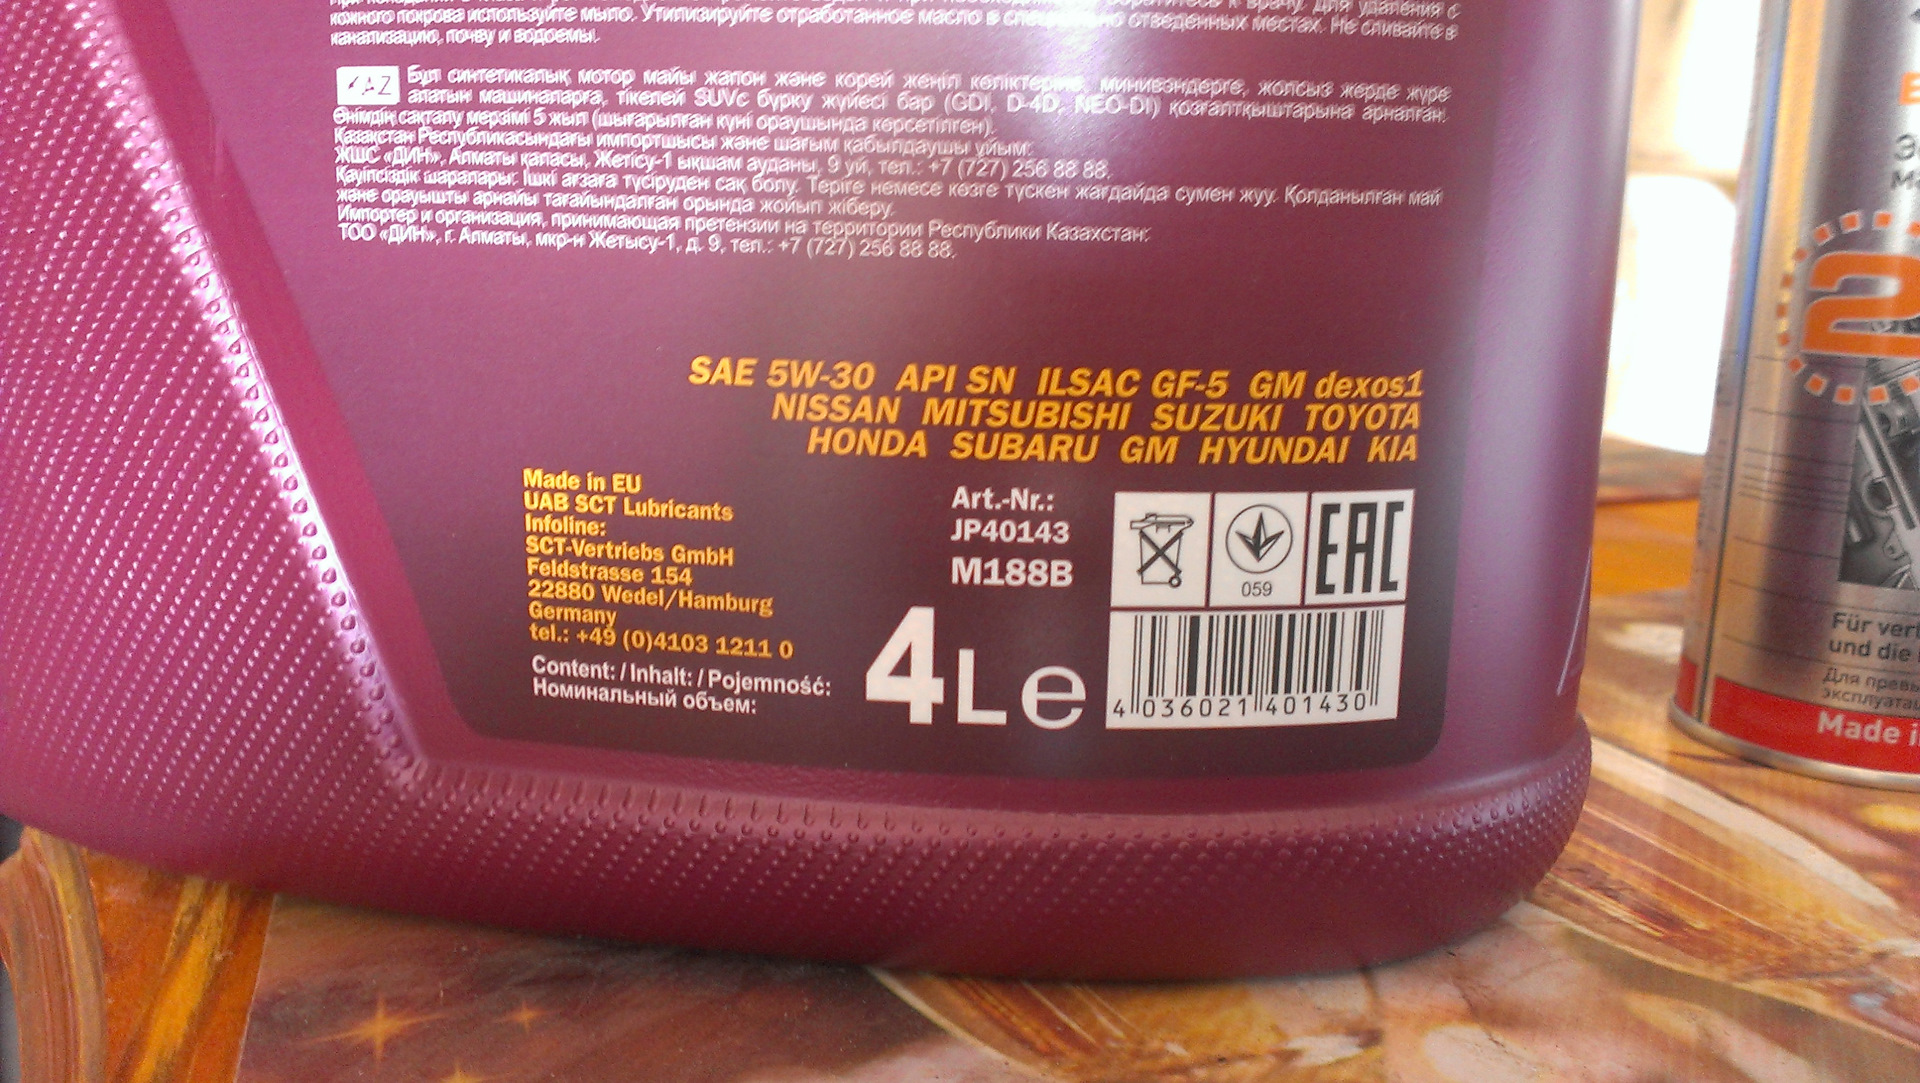 кожного покрова используйте мыло. Утилизируйте отработанное масло в специально отведенных местах. Не сливайте в
канализацию, почву и водоемы.
KAZ
Бұл синтетикалық мотор майы жапон және корей жеңіл көліктеріне, минивэндерге, жолсыз жерде жүре
алатын машиналарға, тікелей SUVс бүрку жүйесі бар (GDI, D-4D, NEO-DI) қозғалтқыштарына арналған.
Өнімдің сақталу мерзімі 5 жыл (шығарылған күні ораушында көрсетілген).
Қазақстан Республикасындағы импортшысы және шағым қабылдаушы ұйым:
ЖШС «ДИН», Алматы қаласы, Жетісу-1 ықшам ауданы, 9 үй, тел.: +7 (727) 256 88 88.
Қауіпсіздік шаралары: Ішкі ағзаға түсіруден сақ болу. Теріге немесе көзге түскен жағдайда сумен жуу. Қолданылған май
және орауышты арнайы тағайындалған орында жойып жіберу.
Импортер и организация, принимающая претензии на территории Республики Казахстан:
ТОО «ДИН», г. Алматы, мкр-н Жетысу-1, д. 9, тел.: +7 (727) 256 88 88.
SAE 5W-30 API SN ILSAC GF-5 GM dexos1
NISSAN MITSUBISHI SUZUKI TOYOTA
HONDA SUBARU GM HYUNDAI KIA
Made in EU
UAB SCT Lubricants
Infoline:
SCT-Vertriebs GmbH
Feldstrasse 154
22880 Wedel/Hamburg
Germany
tel.: +49 (0)4103 1211 0
Content: / Inhalt: / Pojemność:
Номинальный объем:
Art.-Nr.:
JP40143
M188B
4L e
059
EAC
4 036021 401430
2
Für
und die
Для
Made